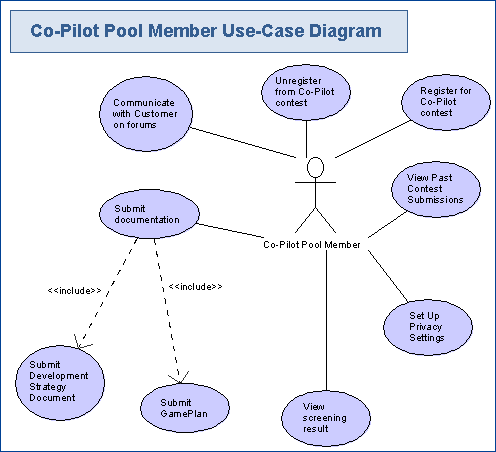 Co-Pilot Pool Member Use-Case Diagram
Communicate
with Customer
on forums
Unregister
from Co-Pilot
contest
Register for
Co-Pilot
contest
View Past
Contest
Submissions
Submit
documentation
Co-Pilot Pool Member
<<include>>
<<include>>
Set Up
Privacy
Settings
Submit
Development
Strategy
Document
Submit
GamePlan
View
screening
result